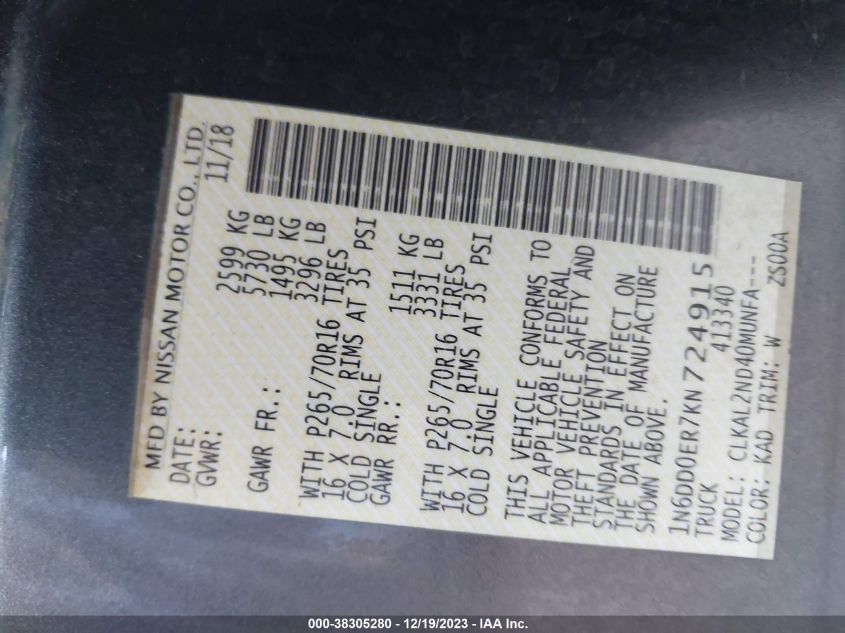 MFD BY NISSAN MOTOR CO., LTD.
DATE: 11/18
GVWR: 2599 KG
5730 LB
GAWR FR.: 1495 KG
3296 LB
WITH P265/70R16 TIRES
16 X 7.0 RIMS AT 35 PSI
COLD SINGLE
GAWR RR.: 1511 KG
3331 LB
WITH P265/70R16 TIRES
16 X 7.0 RIMS AT 35 PSI
COLD SINGLE
THIS VEHICLE CONFORMS TO
ALL APPLICABLE FEDERAL
MOTOR VEHICLE SAFETY AND
THEFT PREVENTION
STANDARDS IN EFFECT ON
THE DATE OF MANUFACTURE
SHOWN ABOVE.
1N6DD0ER7KN724915
TRUCK 413340
MODEL: CLKAL2ND40MUNFA---
COLOR: KAD TRIM: W ZS00A
000-38305280 - 12/19/2023 - IAA Inc.